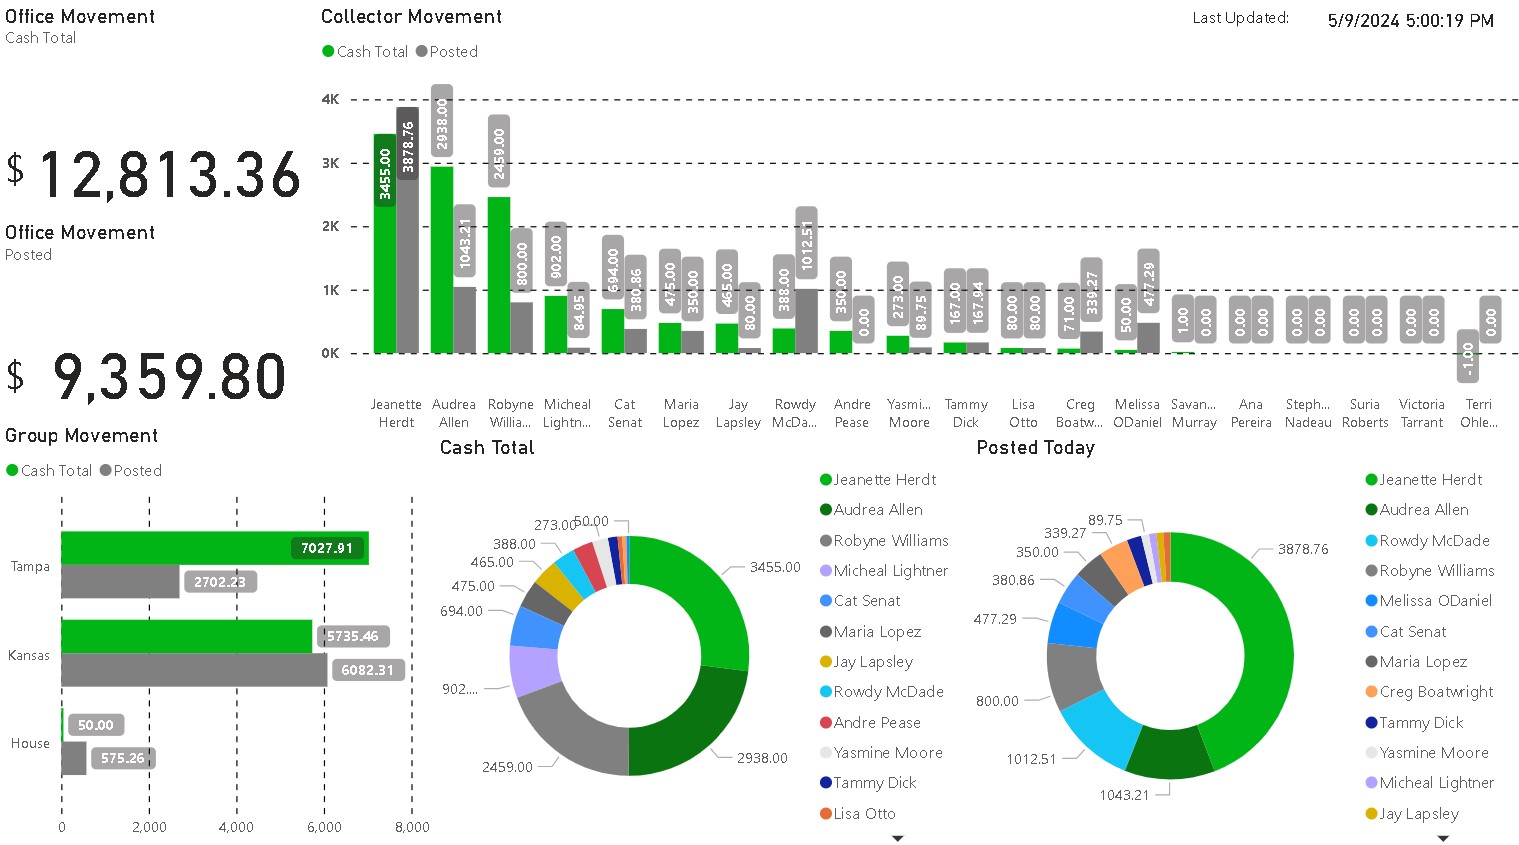 Office Movement
Cash Total
$ 12,813.36
Office Movement
Posted
$ 9,359.80
Collector Movement
Cash Total Posted
Last Updated: 5/9/2024 5:00:19 PM
4K
3K
2K
1K
0K
3455.00
3878.76
2938.00
1043.21
2459.00
800.00
902.00
84.95
694.00
380.86
475.00
350.00
465.00
80.00
388.00
1012.51
350.00
0.00
273.00
89.75
167.00
167.94
80.00
80.00
71.00
339.27
50.00
477.29
1.00
0.00
0.00
0.00
0.00
0.00
0.00
0.00
0.00
0.00
-1.00
0.00
Jeanette Herdt
Audrea Allen
Robyne Willia...
Micheal Lightn...
Cat Senat
Maria Lopez
Jay Lapsley
Rowdy McDa...
Andre Pease
Yasmi... Moore
Tammy Dick
Lisa Otto
Creg Boatw...
Melissa ODaniel
Savan... Murray
Ana Pereira
Steph... Nadeau
Suria Roberts
Victoria Tarrant
Terri Ohle...
Group Movement
Cash Total Posted
Tampa
7027.91
2702.23
Kansas
5735.46
6082.31
House
50.00
575.26
0 2,000 4,000 6,000 8,000
Cash Total
50.00
273.00
388.00
465.00
475.00
694.00
902....
2459.00
2938.00
3455.00
Jeanette Herdt
Audrea Allen
Robyne Williams
Micheal Lightner
Cat Senat
Maria Lopez
Jay Lapsley
Rowdy McDade
Andre Pease
Yasmine Moore
Tammy Dick
Lisa Otto
Posted Today
89.75
339.27
350.00
380.86
477.29
800.00
1012.51
1043.21
3878.76
Jeanette Herdt
Audrea Allen
Rowdy McDade
Robyne Williams
Melissa ODaniel
Cat Senat
Maria Lopez
Creg Boatwright
Tammy Dick
Yasmine Moore
Micheal Lightner
Jay Lapsley